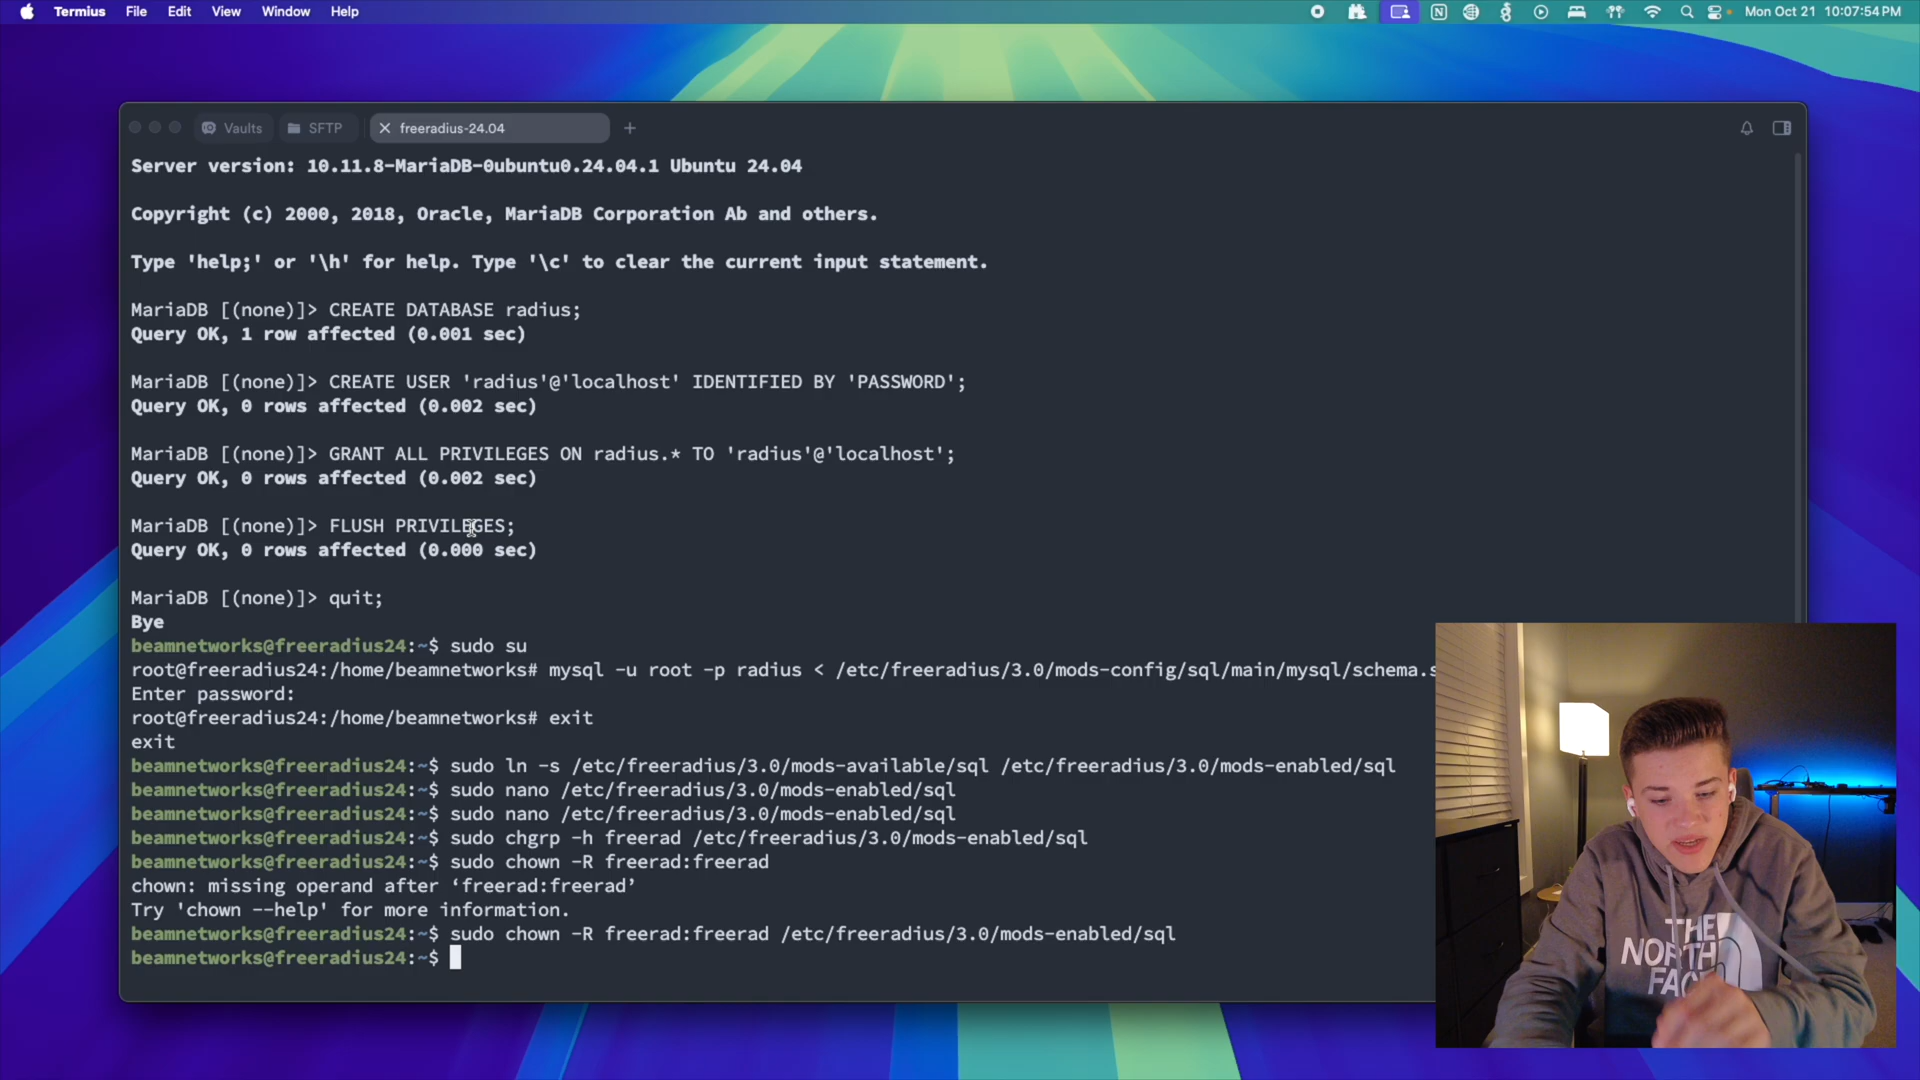 Termius File Edit View Window Help
Mon Oct 21 10:07:54 PM
Vaults SFTP freeradius-24.04
Server version: 10.11.8-MariaDB-0ubuntu0.24.04.1 Ubuntu 24.04
Copyright (c) 2000, 2018, Oracle, MariaDB Corporation Ab and others.
Type 'help;' or '\h' for help. Type '\c' to clear the current input statement.
MariaDB [(none)]> CREATE DATABASE radius;
Query OK, 1 row affected (0.001 sec)
MariaDB [(none)]> CREATE USER 'radius'@'localhost' IDENTIFIED BY 'PASSWORD';
Query OK, 0 rows affected (0.002 sec)
MariaDB [(none)]> GRANT ALL PRIVILEGES ON radius.* TO 'radius'@'localhost';
Query OK, 0 rows affected (0.002 sec)
MariaDB [(none)]> FLUSH PRIVILEGES;
Query OK, 0 rows affected (0.000 sec)
MariaDB [(none)]> quit;
Bye
beamnetworks@freeradius24:~$ sudo su
root@freeradius24:/home/beamnetworks# mysql -u root -p radius < /etc/freeradius/3.0/mods-config/sql/main/mysql/schema.s
Enter password:
root@freeradius24:/home/beamnetworks# exit
exit
beamnetworks@freeradius24:~$ sudo ln -s /etc/freeradius/3.0/mods-available/sql /etc/freeradius/3.0/mods-enabled/sql
beamnetworks@freeradius24:~$ sudo nano /etc/freeradius/3.0/mods-enabled/sql
beamnetworks@freeradius24:~$ sudo nano /etc/freeradius/3.0/mods-enabled/sql
beamnetworks@freeradius24:~$ sudo chgrp -h freerad /etc/freeradius/3.0/mods-enabled/sql
beamnetworks@freeradius24:~$ sudo chown -R freerad:freerad
chown: missing operand after ‘freerad:freerad’
Try 'chown --help' for more information.
beamnetworks@freeradius24:~$ sudo chown -R freerad:freerad /etc/freeradius/3.0/mods-enabled/sql
beamnetworks@freeradius24:~$
THE
NORTH
FACE